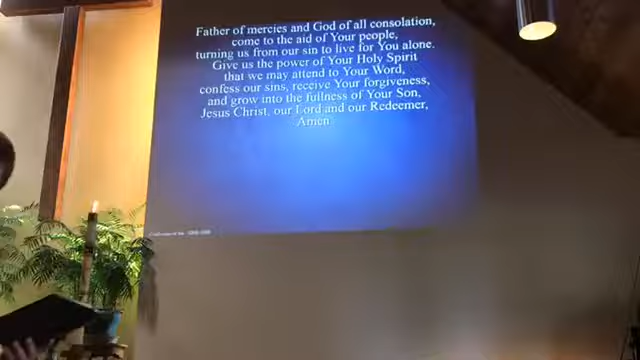 Father of mercies and God of all consolation,
come to the aid of Your people,
turning us from our sin to live for You alone.
Give us the power of Your Holy Spirit
that we may attend to Your Word,
confess our sins, receive Your forgiveness,
and grow into the fullness of Your Son,
Jesus Christ, our Lord and our Redeemer,
Amen